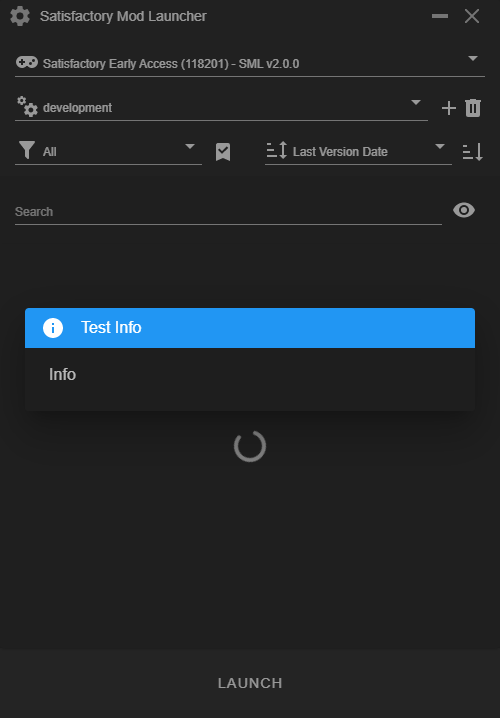 Satisfactory Mod Launcher
Satisfactory Early Access (118201) - SML v2.0.0
development
All
Last Version Date
Search
Test Info
Info
LAUNCH